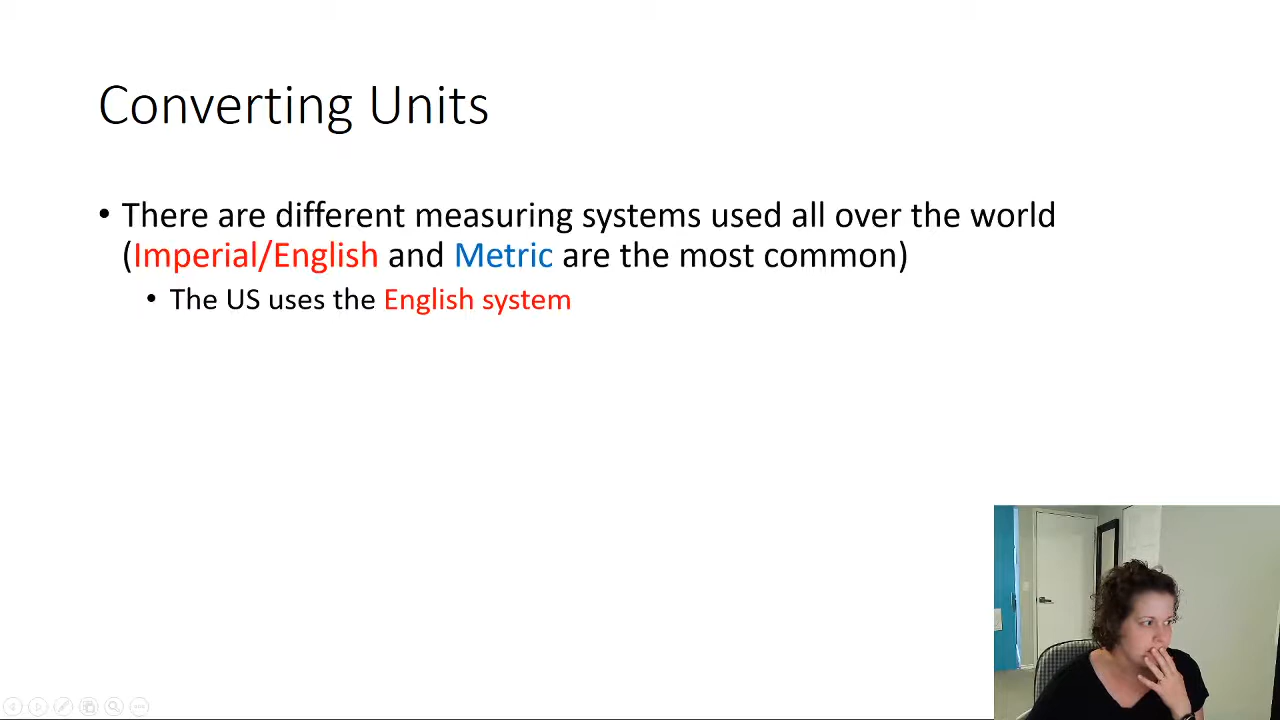 Converting Units
• There are different measuring systems used all over the world
(Imperial/English and Metric are the most common)
• The US uses the English system